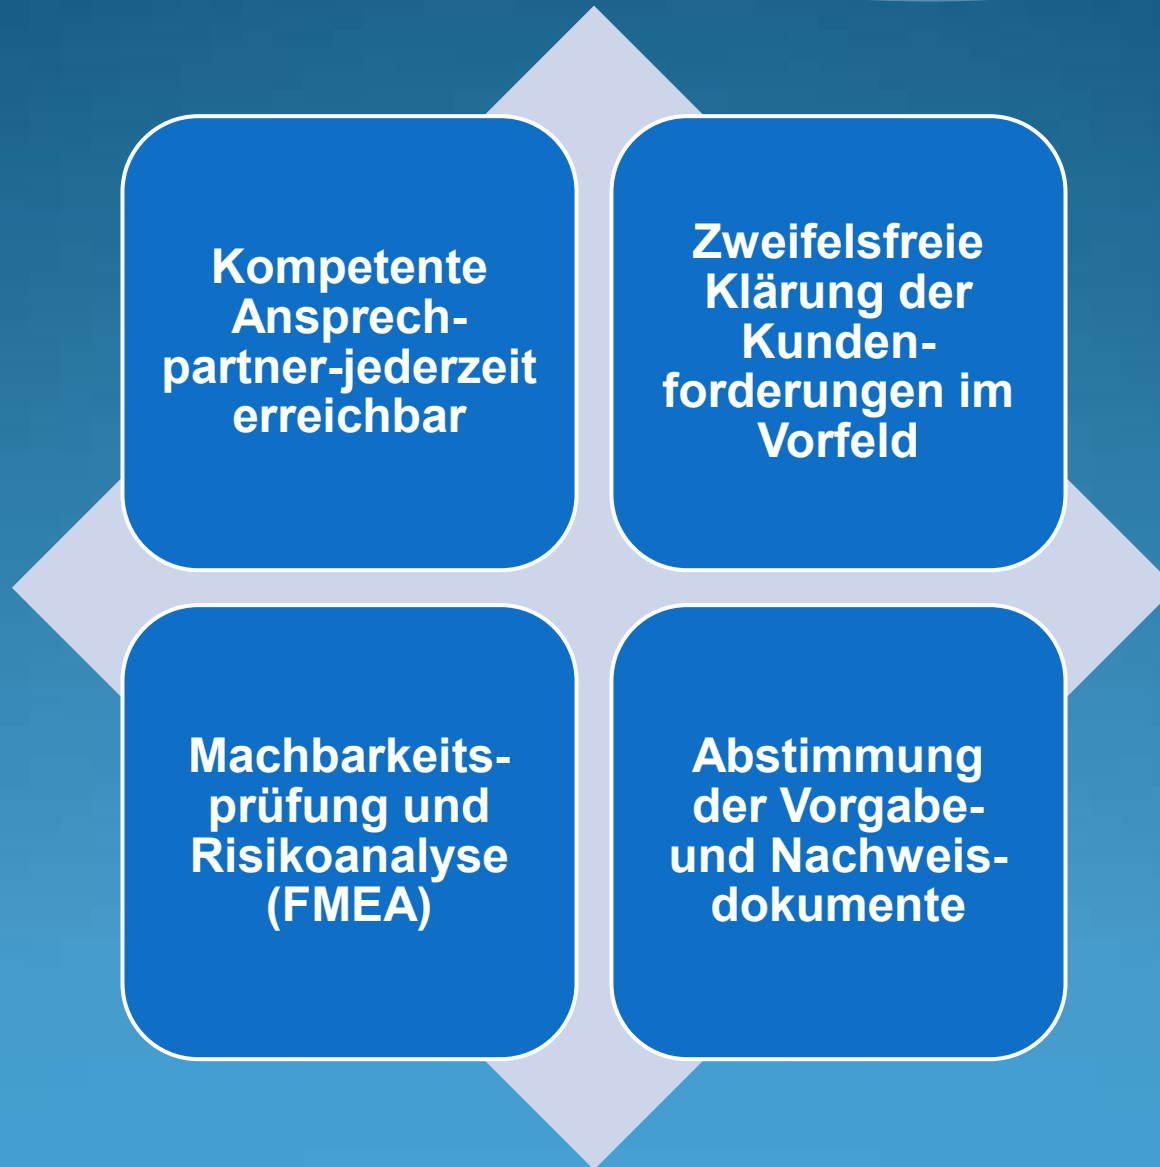 Kompetente
Ansprech-
partner-jederzeit
erreichbar
Zweifelsfreie
Klärung der
Kunden-
forderungen im
Vorfeld
Machbarkeits-
prüfung und
Risikoanalyse
(FMEA)
Abstimmung
der Vorgabe-
und Nachweis-
dokumente